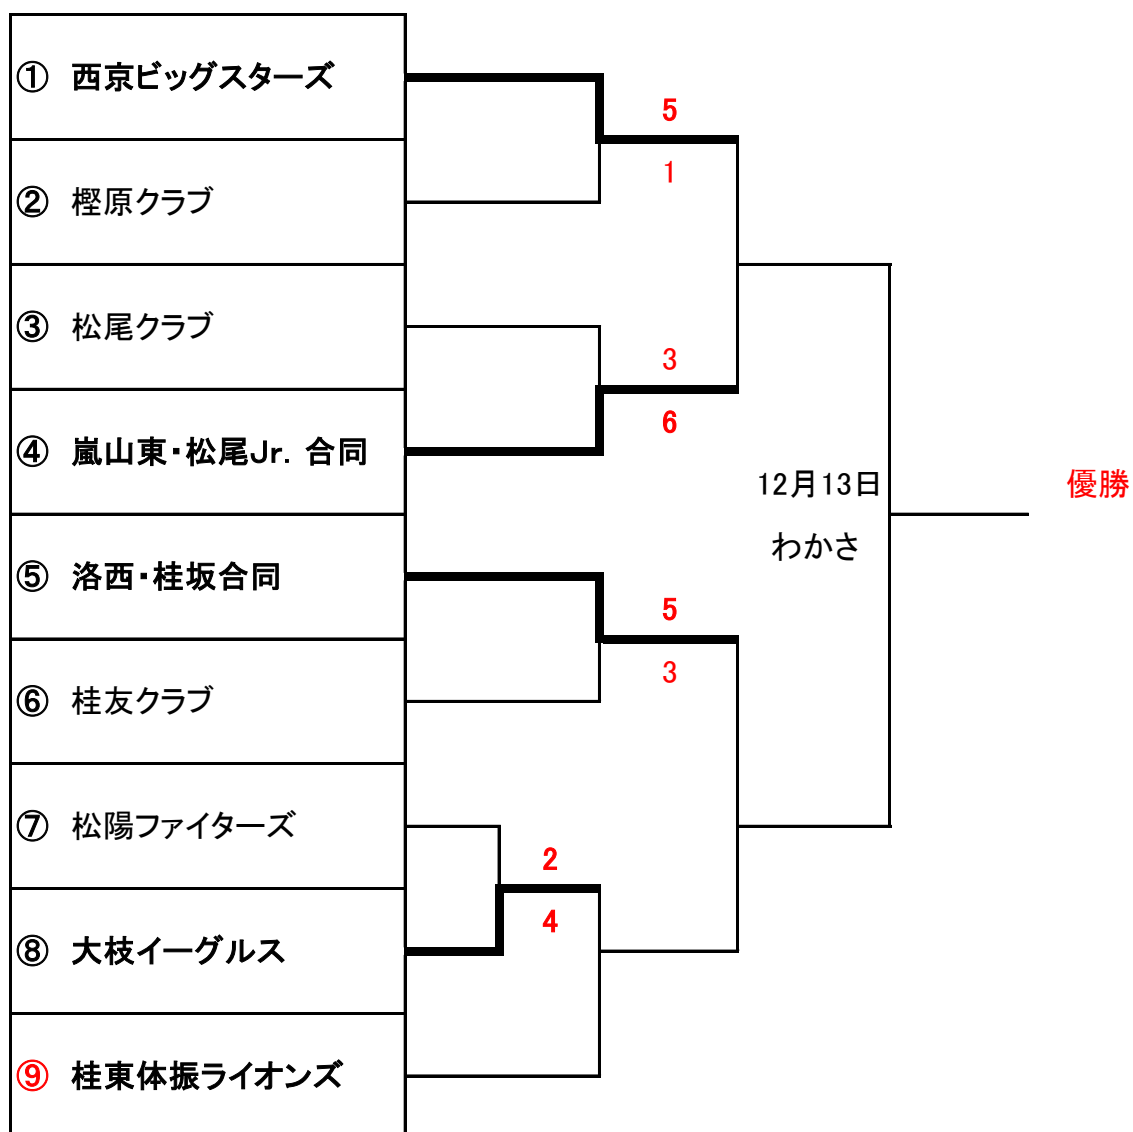 ① 西京ビッグスターズ
5
1
② 樫原クラブ
③ 松尾クラブ
3
6
④ 嵐山東・松尾Jr. 合同
12月13日
わかさ
優勝
⑤ 洛西・桂坂合同
5
3
⑥ 桂友クラブ
⑦ 松陽ファイターズ
2
4
⑧ 大枝イーグルス
⑨ 桂東体振ライオンズ